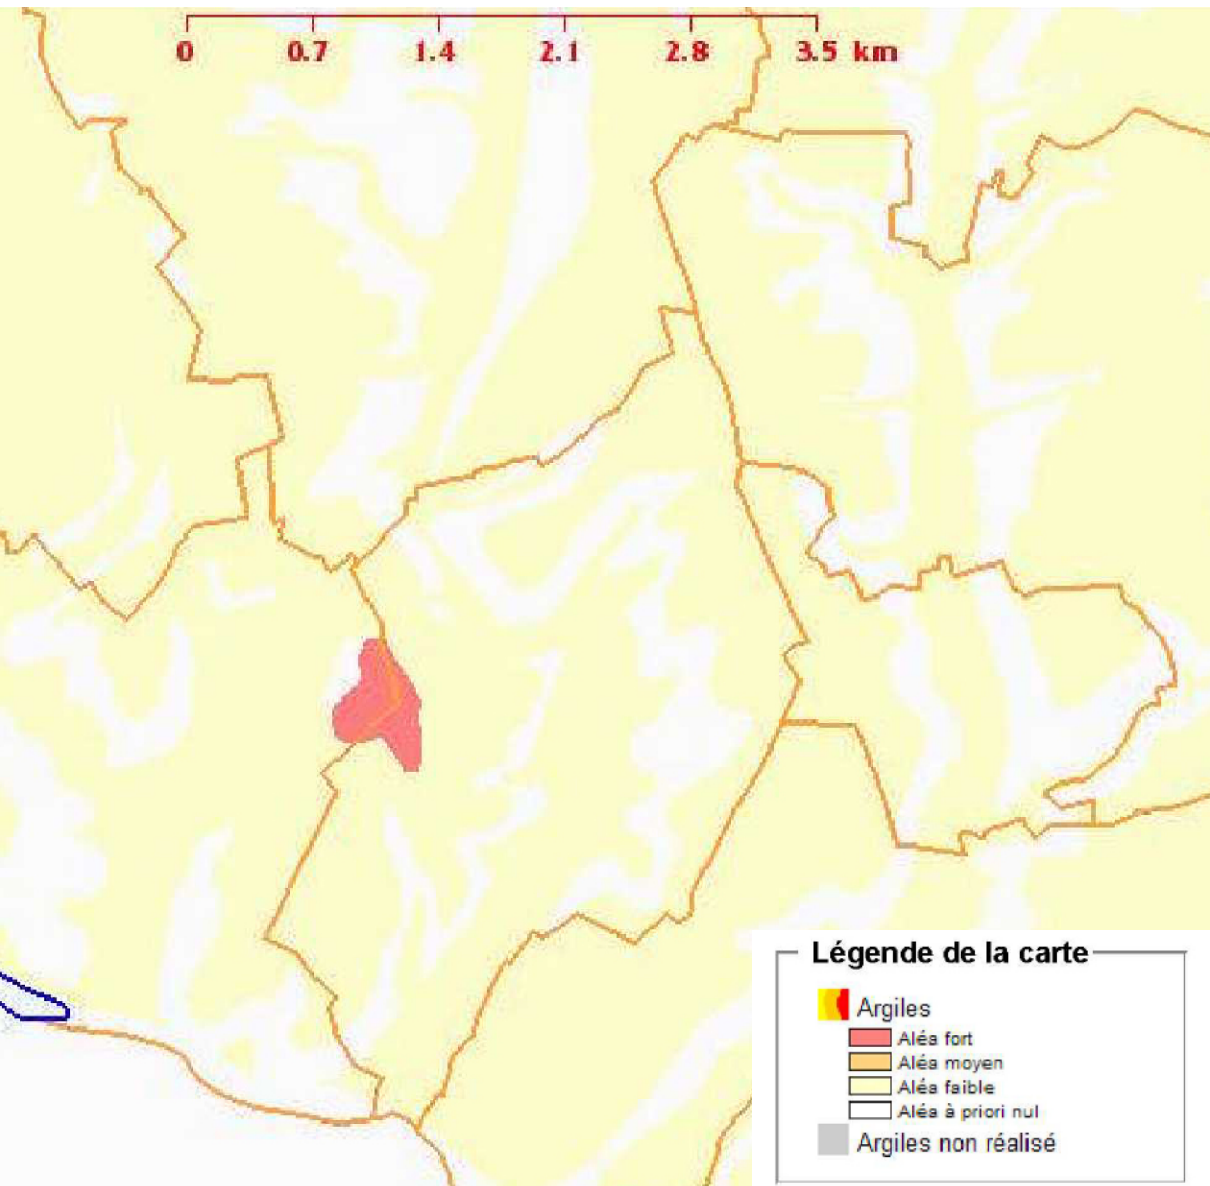 0 0.7 1.4 2.1 2.8 3.5 km
Légende de la carte
Argiles
Aléa fort
Aléa moyen
Aléa faible
Aléa à priori nul
Argiles non réalisé